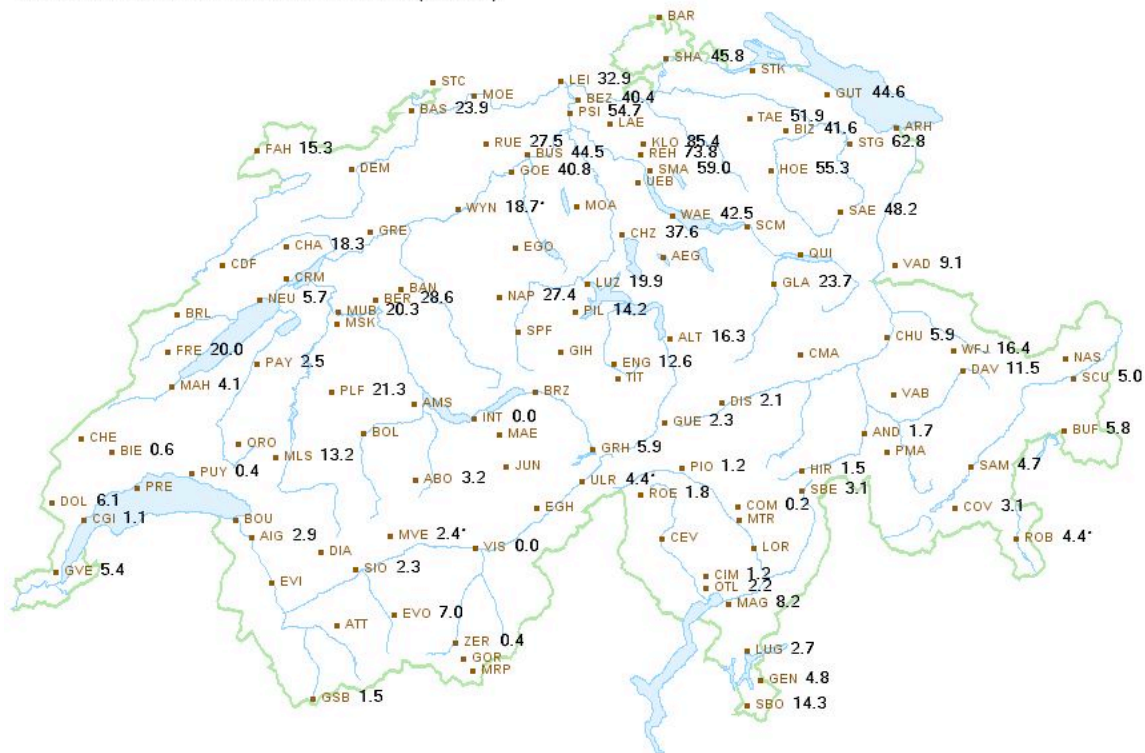 BAR
SHA 45.8
STK
STC
LEI 32.9
MOE
BEZ 40.4
GUT 44.6
BAS 23.9
PSI 54.7
LAE
TAE 51.9
BIZ 41.6
ARH
FAH 15.3
RUE 27.5
KLO 85.4
STG 62.8
BUS 44.5
REH 73.8
DEM
GOE 40.8
SMA 59.0
HOE 55.3
UEB
WYN 18.7*
MOA
WAE 42.5
SAE 48.2
GRE
CHZ 37.6
SCM
CHA 18.3
EGO
AEG
QUI
CDF
VAD 9.1
CRM
BAN
LUZ 19.9
GLA 23.7
NEU 5.7
BER 28.6
NAP 27.4
BRL
MUB 20.3
PIL 14.2
MSK
SPF
ALT 16.3
CHU 5.9
FRE 20.0
GIH
CMA
WFJ 16.4
NAS
PAY 2.5
ENG 12.6
DAV 11.5
TIT
SCU 5.0
MAH 4.1
PLF 21.3
BRZ
VAB
AMS
DIS 2.1
INT 0.0
GUE 2.3
CHE
BOL
MAE
AND 1.7
BUF 5.8
BIE 0.6
ORO
GRH 5.9
PMA
MLS 13.2
JUN
PIO 1.2
HIR 1.5
SAM 4.7
PUY 0.4
ABO 3.2
ULR 4.4*
PRE
ROE 1.8
SBE 3.1
DOL 6.1
EGH
COM 0.2
COV 3.1
CGI 1.1
BOU
MTR
AIG 2.9
MVE 2.4*
CEV
ROB 4.4*
DIA
VIS 0.0
LOR
GVE 5.4
SIO 2.3
CIM 1.2
EVI
OTL 2.2
MAG 8.2
EVO 7.0
ATT
ZER 0.4
LUG 2.7
GOR
MRP
GEN 4.8
GSB 1.5
SBO 14.3